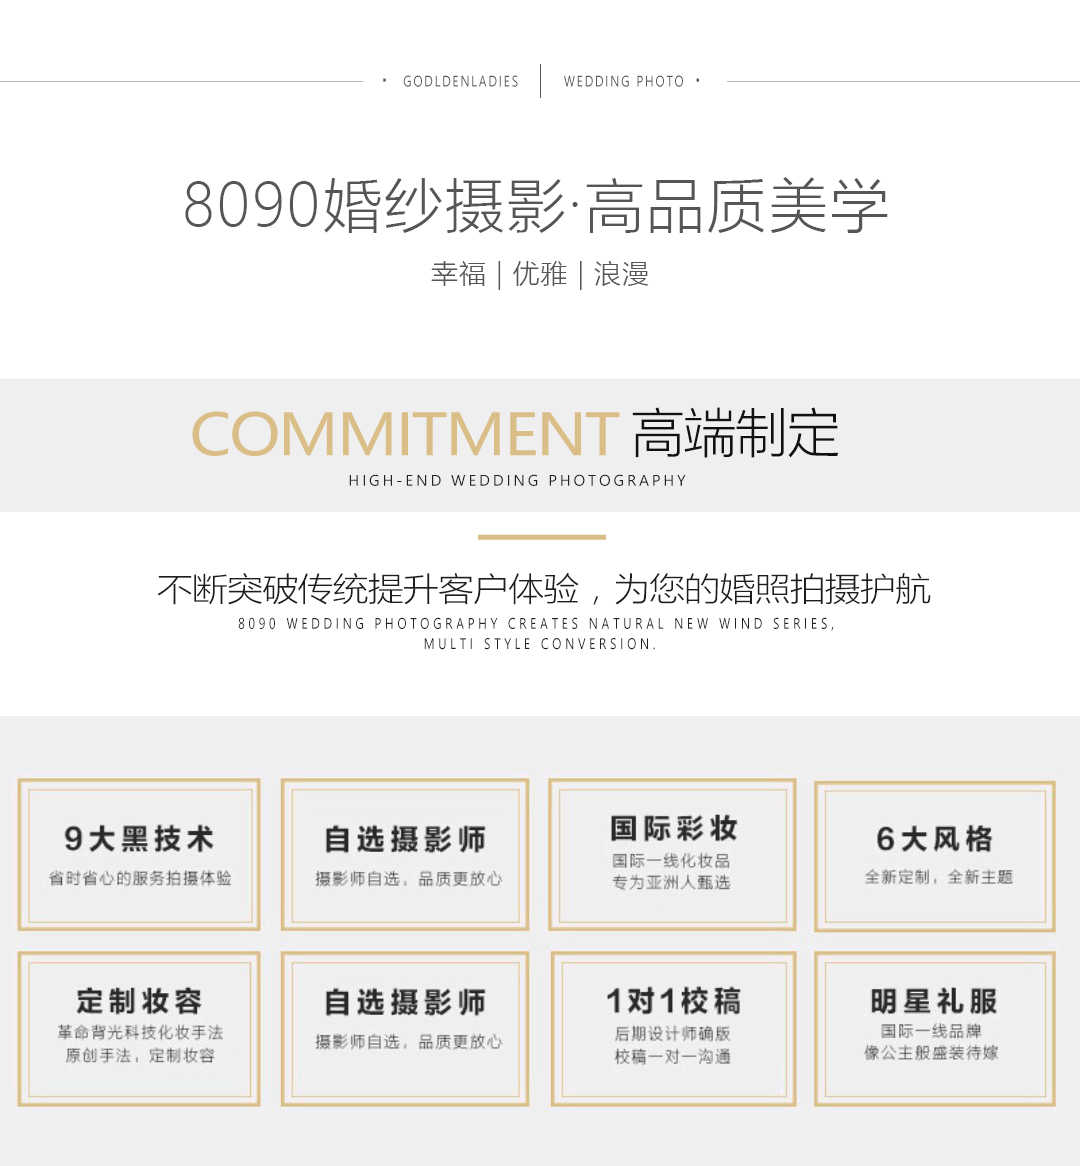 • GODLDENLADIES | WEDDING PHOTO •
8090婚纱摄影·高品质美学
幸福 | 优雅 | 浪漫
COMMITMENT 高端制定
HIGH-END WEDDING PHOTOGRAPHY
不断突破传统提升客户体验，为您的婚照拍摄护航
8090 WEDDING PHOTOGRAPHY CREATES NATURAL NEW WIND SERIES,
MULTI STYLE CONVERSION.
9大黑技术
省时省心的服务拍摄体验
自选摄影师
摄影师自选，品质更放心
国际彩妆
国际一线化妆品
专为亚洲人甄选
6大风格
全新定制，全新主题
定制妆容
革命背光科技化妆手法
原创手法，定制妆容
自选摄影师
摄影师自选，品质更放心
1对1校稿
后期设计师确版
校稿一对一沟通
明星礼服
国际一线品牌
像公主般盛装待嫁